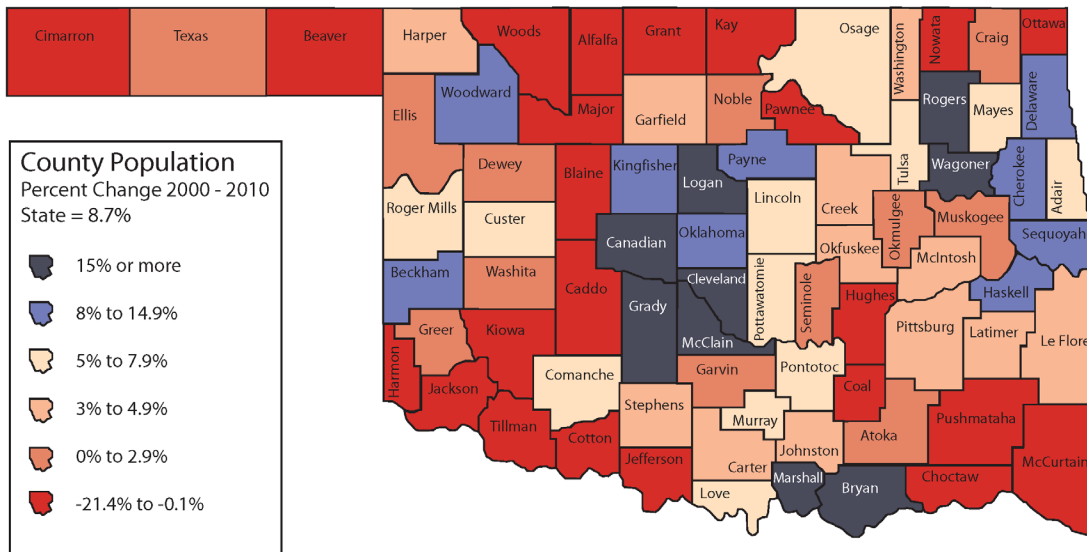 Cimarron
Texas
Beaver
Harper
Woods
Alfalfa
Grant
Kay
Osage
Washington
Nowata
Craig
Ottawa
Ellis
Woodward
Major
Garfield
Noble
Pawnee
Rogers
Mayes
Delaware
County Population
Percent Change 2000 - 2010
State = 8.7%
15% or more
8% to 14.9%
5% to 7.9%
3% to 4.9%
0% to 2.9%
-21.4% to -0.1%
Dewey
Blaine
Kingfisher
Logan
Payne
Tulsa
Wagoner
Cherokee
Adair
Roger Mills
Custer
Canadian
Oklahoma
Lincoln
Creek
Okmulgee
Muskogee
Sequoyah
Beckham
Washita
Caddo
Grady
Cleveland
Pottawatomie
Seminole
Okfuskee
McIntosh
Haskell
Harmon
Greer
Kiowa
McClain
Hughes
Pittsburg
Latimer
Le Flore
Jackson
Comanche
Garvin
Pontotoc
Coal
Tillman
Cotton
Stephens
Murray
Johnston
Atoka
Pushmataha
McCurtain
Jefferson
Carter
Love
Marshall
Bryan
Choctaw